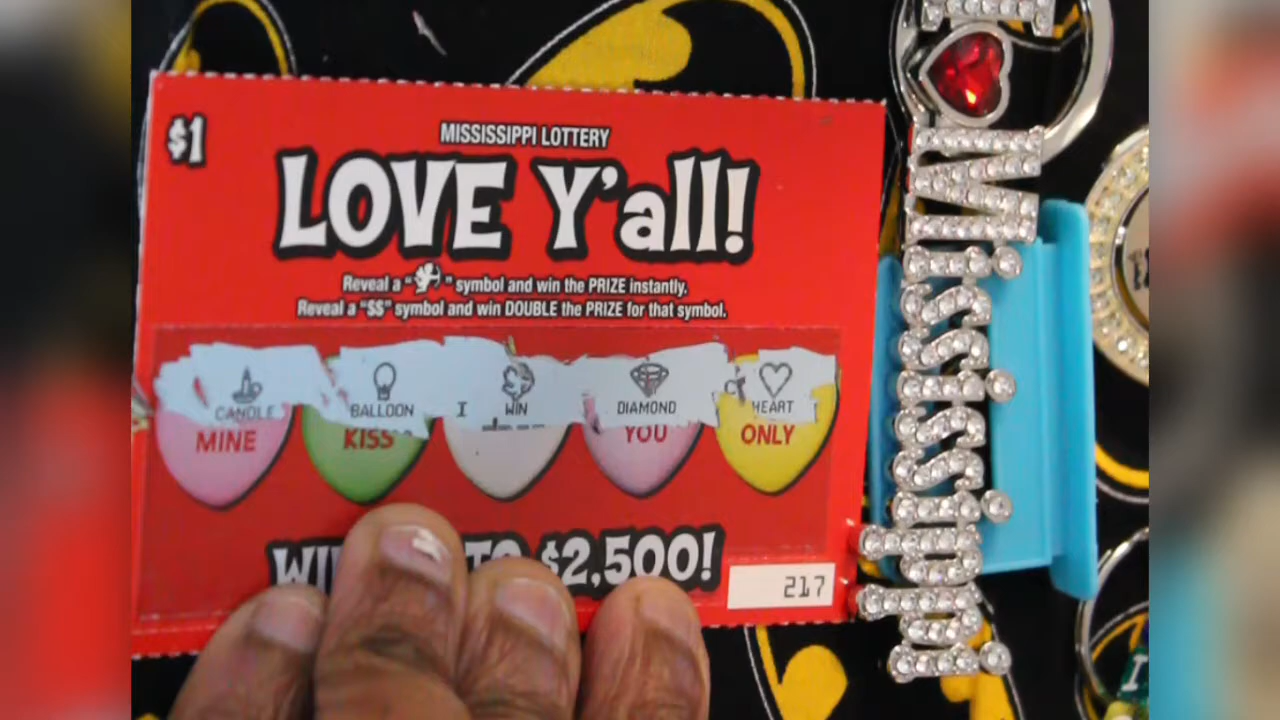 $1
MISSISSIPPI LOTTERY
LOVE Y'all!
Reveal a " " symbol and win the PRIZE instantly.
Reveal a "$$" symbol and win DOUBLE the PRIZE for that symbol.
CANDLE BALLOON WIN DIAMOND HEART
MINE KISS YOU ONLY
TO $2,500!
217
I
Mississippi